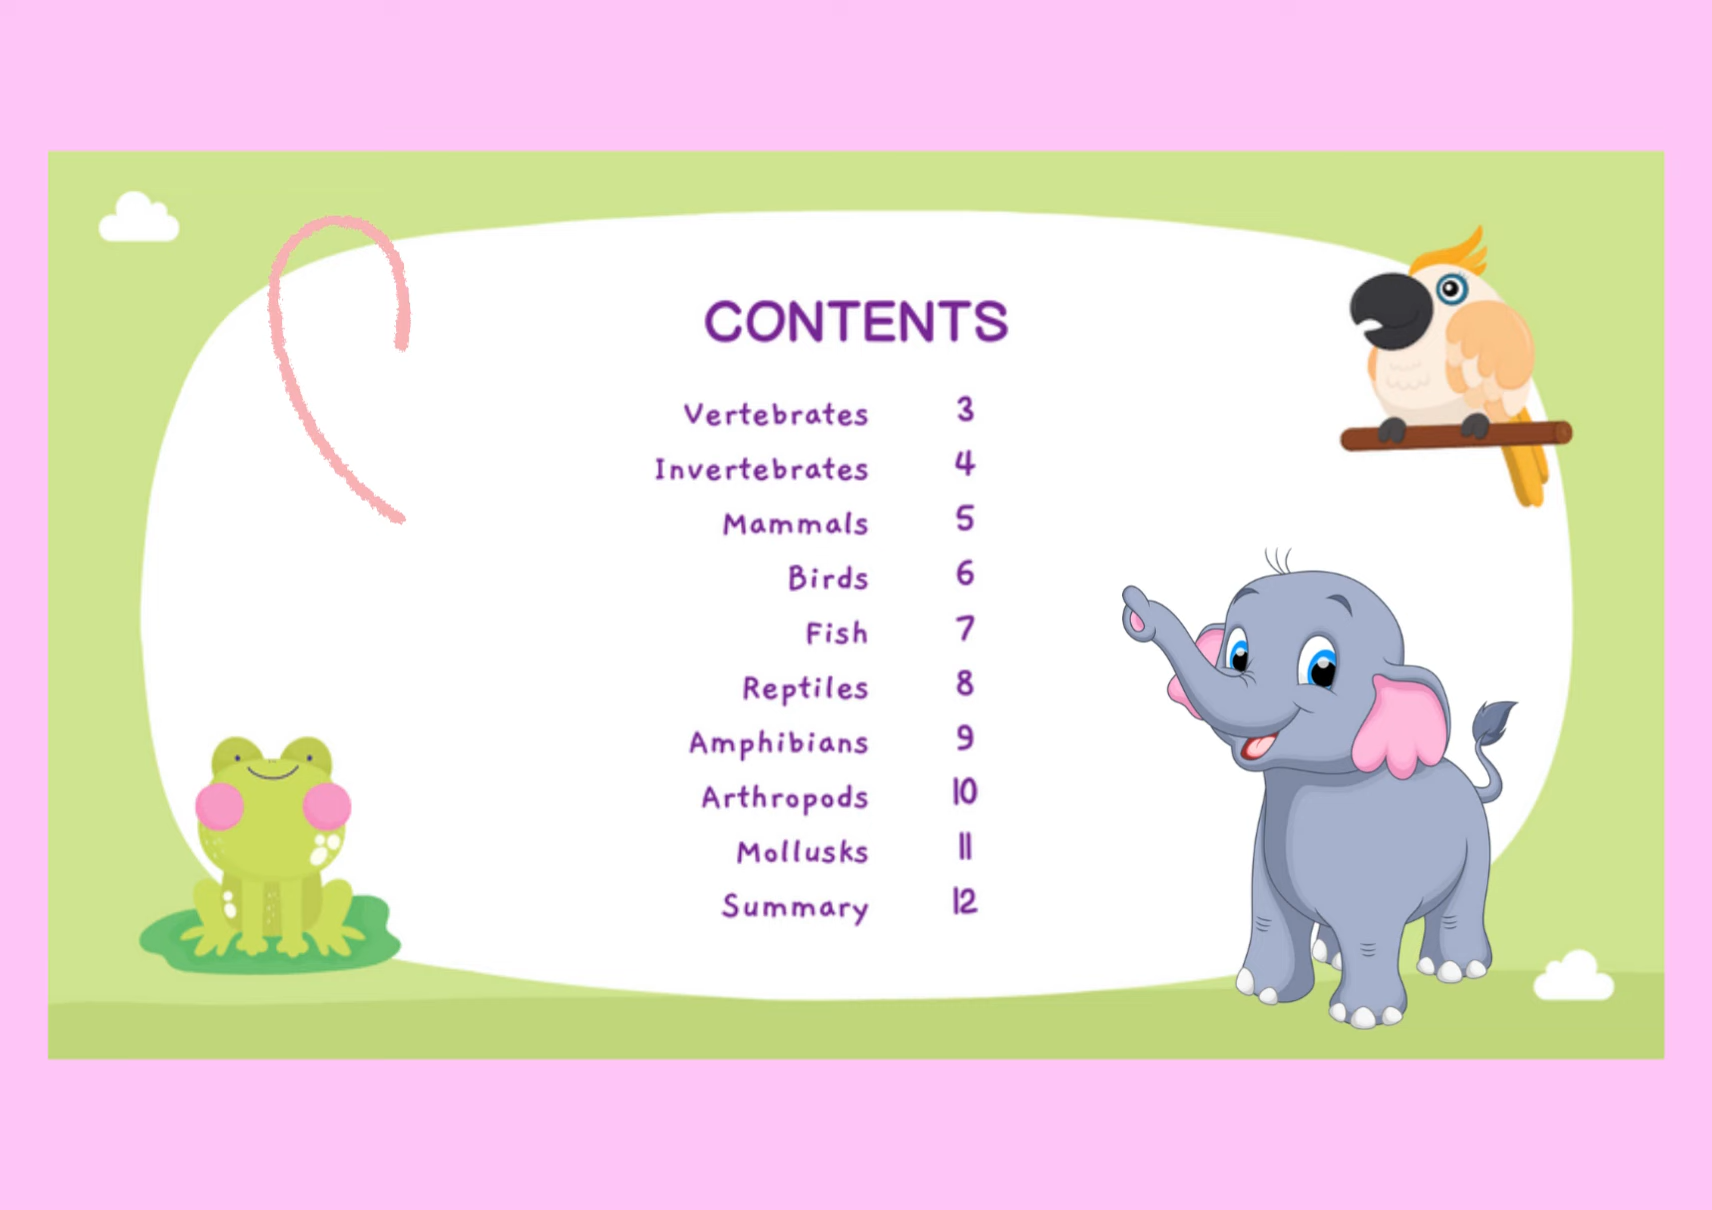 CONTENTS
Vertebrates 3
Invertebrates 4
Mammals 5
Birds 6
Fish 7
Reptiles 8
Amphibians 9
Arthropods 10
Mollusks 11
Summary 12